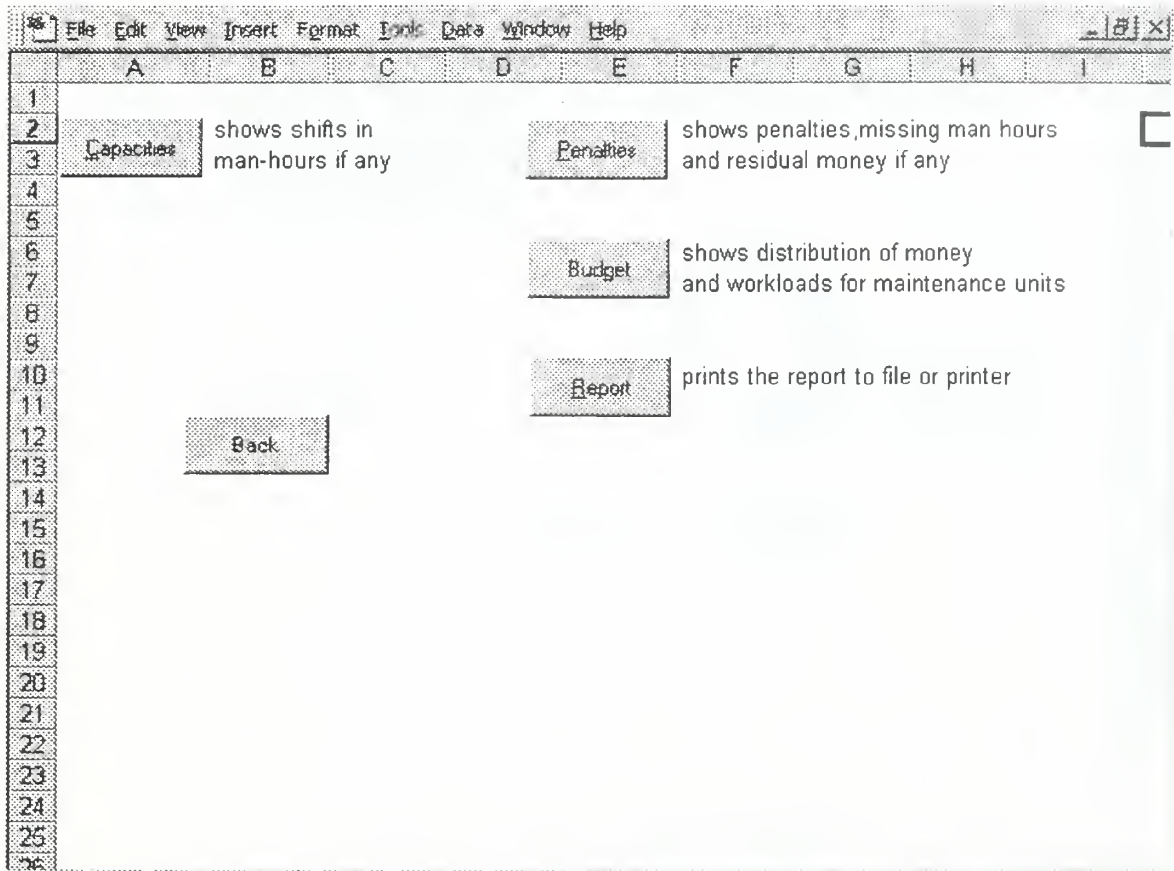 File Edit View Insert Format Tools Data Window Help
A B C D E F G H I
1
2
3
4
5
6
7
8
9
10
11
12
13
14
15
16
17
18
19
20
21
22
23
24
25
26
Capacities
shows shifts in
man-hours if any
Penalties
shows penalties,missing man hours
and residual money if any
Budget
shows distribution of money
and workloads for maintenance units
Report
prints the report to file or printer
Back